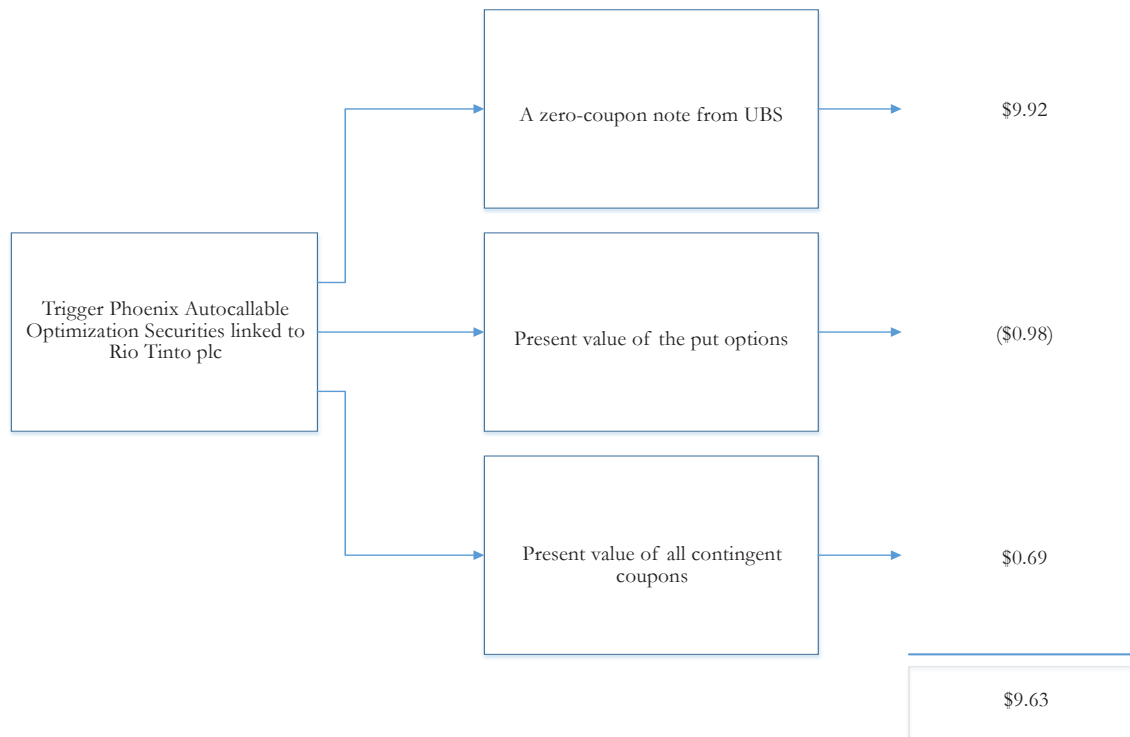 A zero-coupon note from UBS
$9.92
Trigger Phoenix Autocallable
Optimization Securities linked to
Rio Tinto plc
Present value of the put options
($0.98)
Present value of all contingent
coupons
$0.69
$9.63